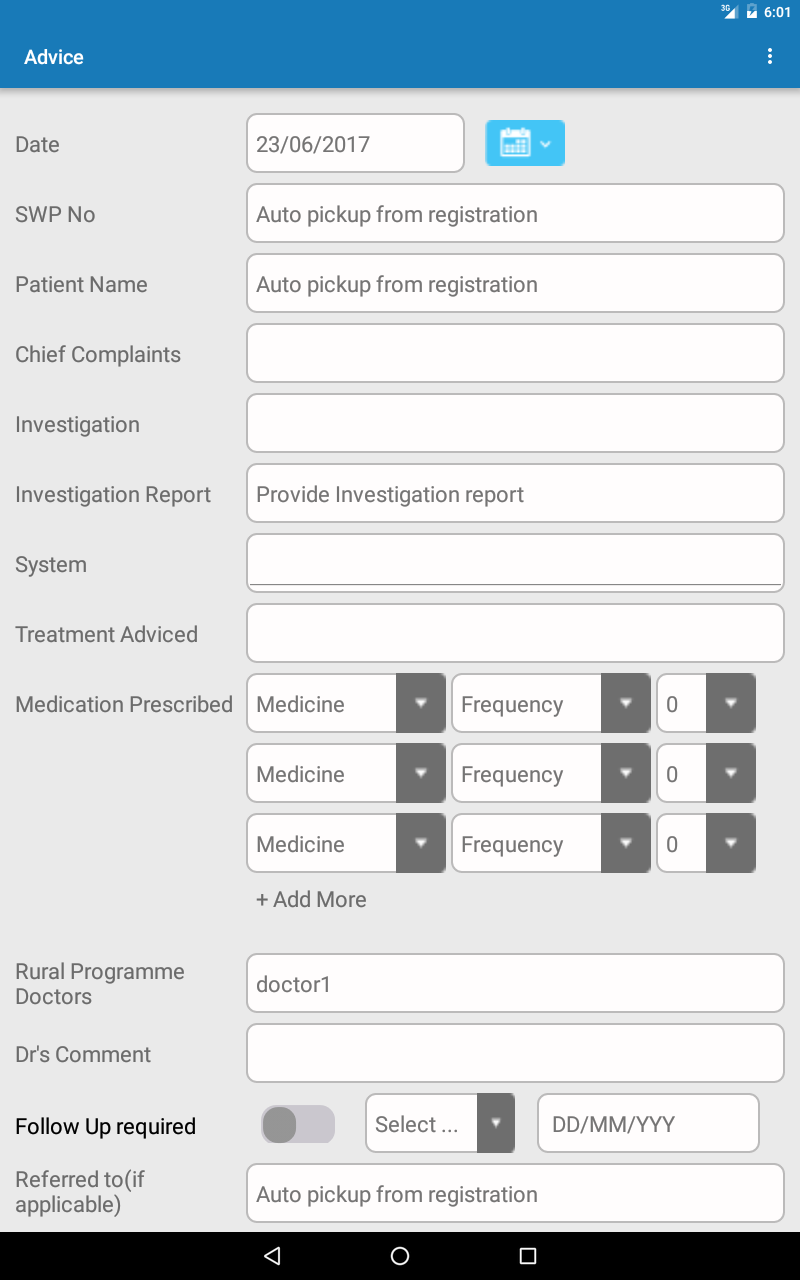 3G 6:01
Advice
Date 23/06/2017
SWP No Auto pickup from registration
Patient Name Auto pickup from registration
Chief Complaints
Investigation
Investigation Report Provide Investigation report
System
Treatment Adviced
Medication Prescribed Medicine Frequency 0
Medicine Frequency 0
Medicine Frequency 0
+ Add More
Rural Programme
Doctors
doctor1
Dr's Comment
Follow Up required Select ... DD/MM/YYY
Referred to(if
applicable)
Auto pickup from registration